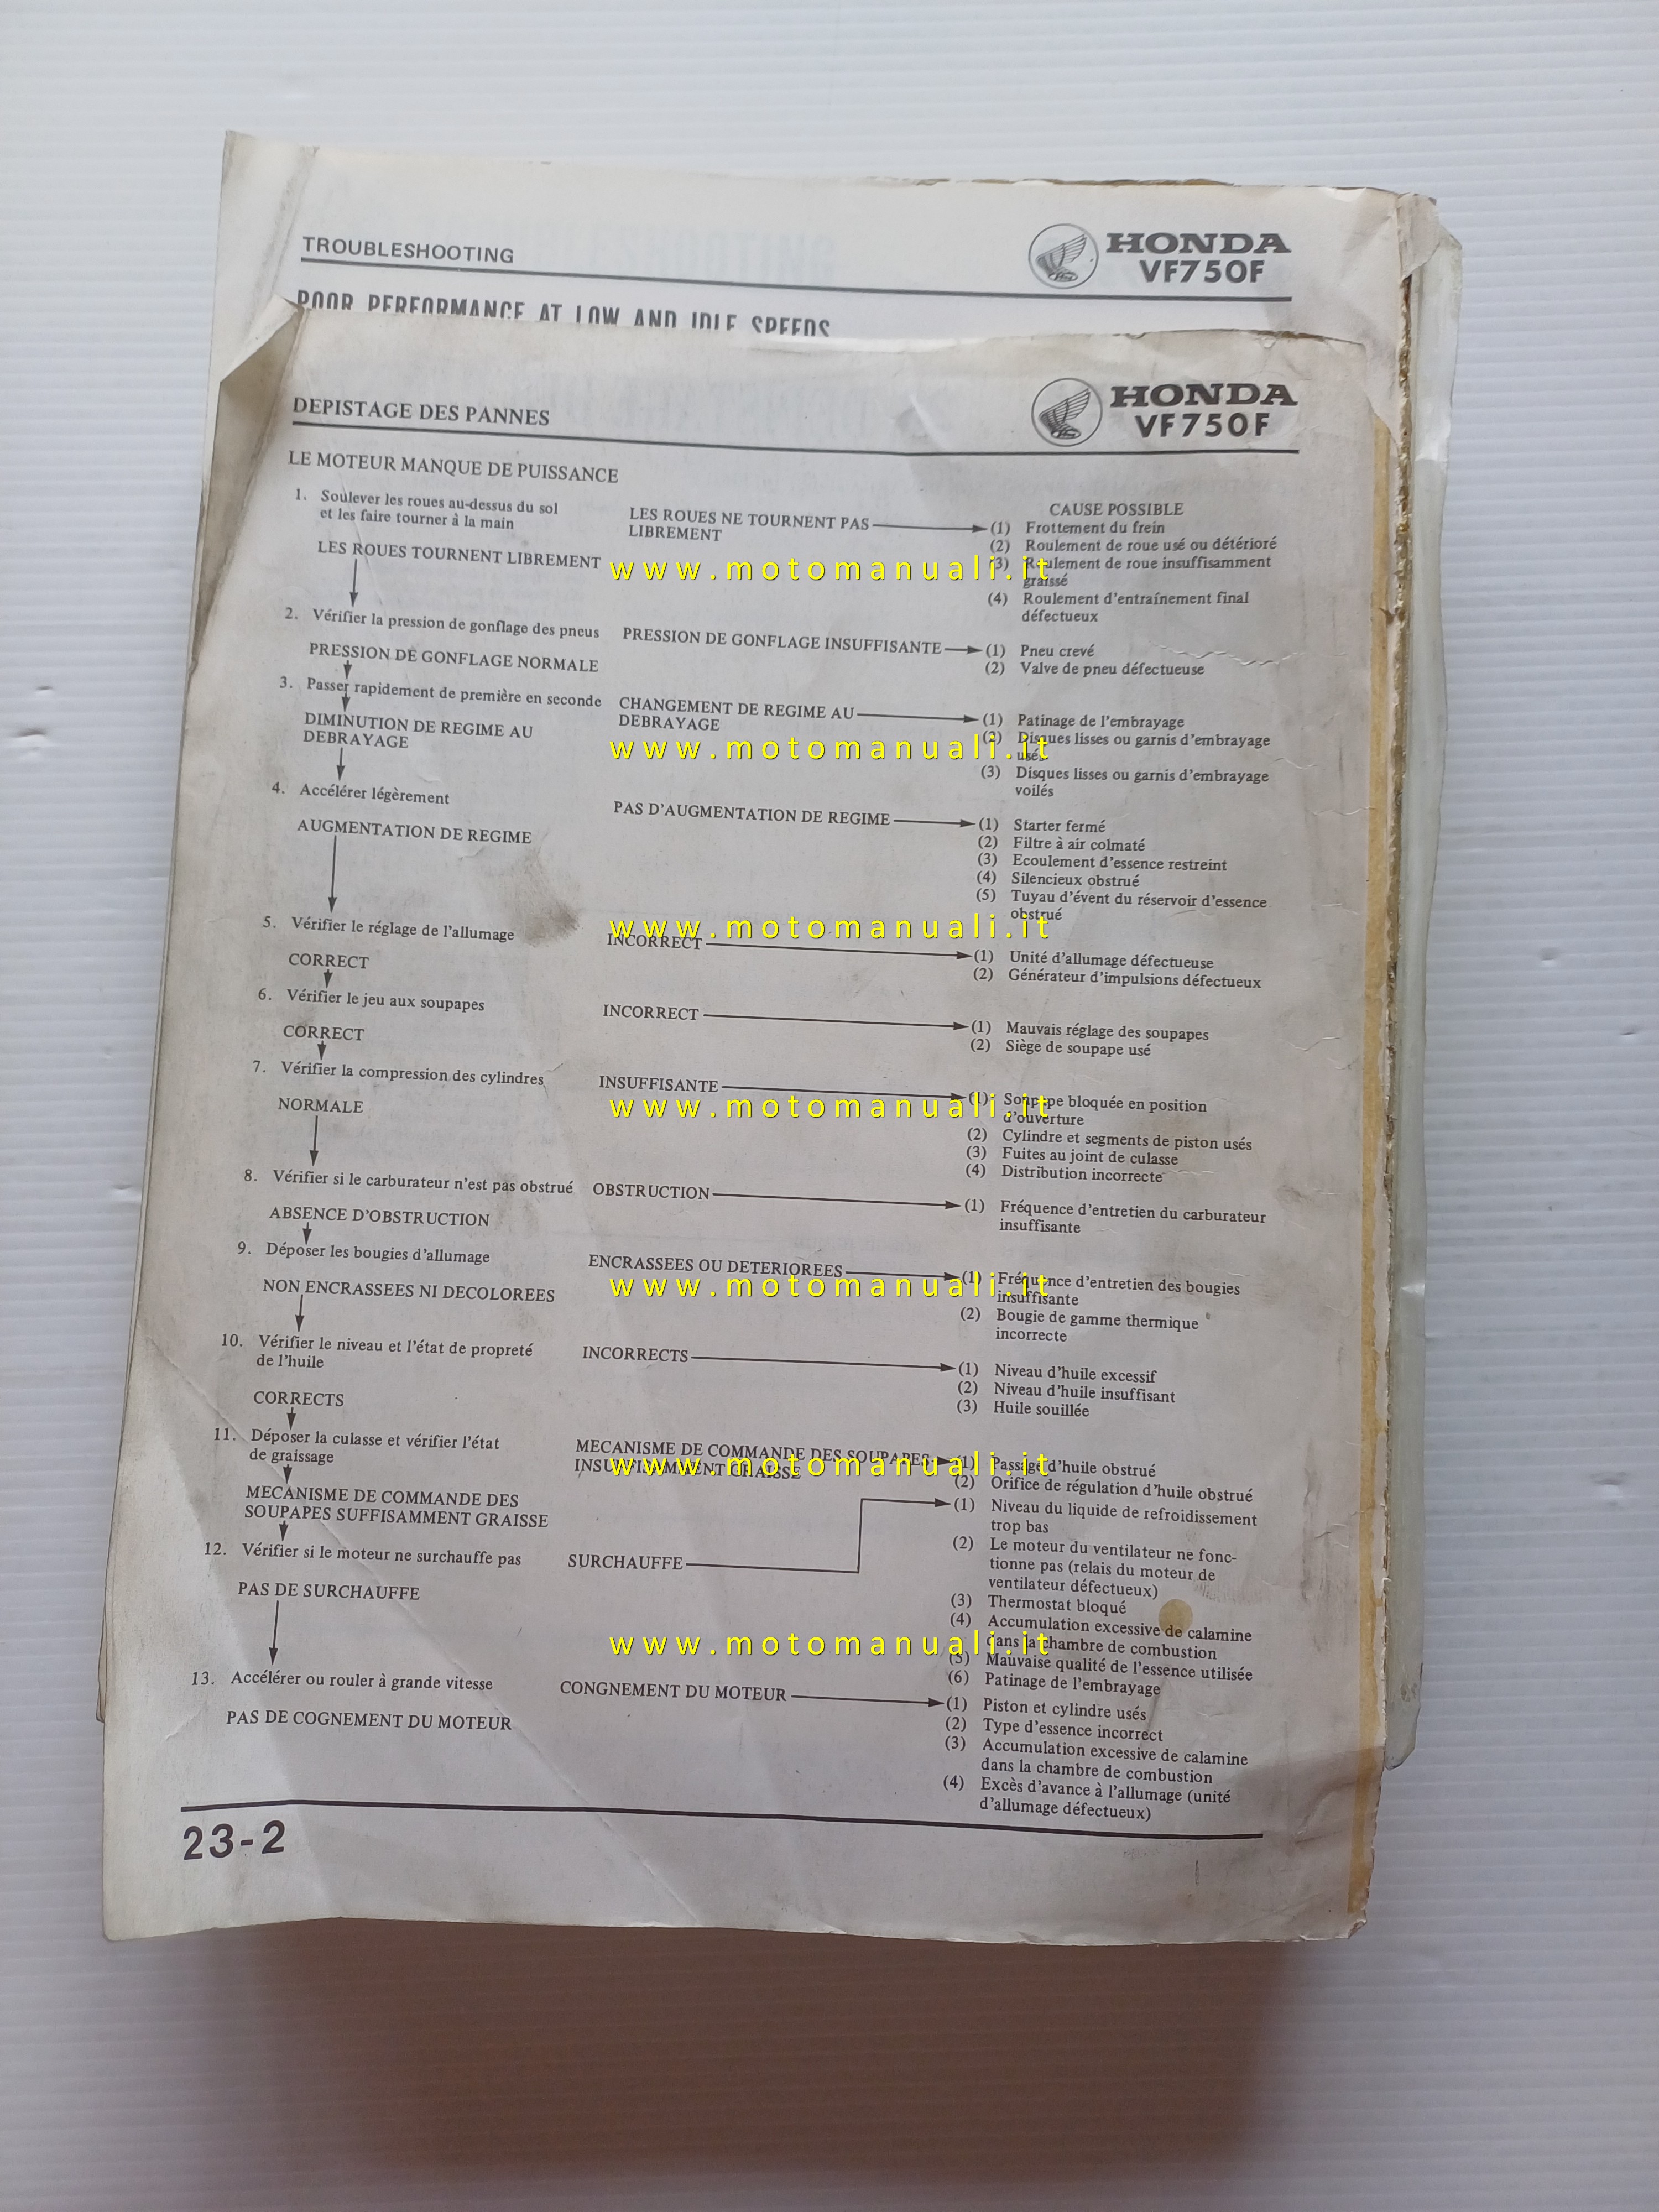 TROUBLESHOOTING
HONDA
VF750F
POOR PERFORMANCE AT LOW AND IDLE SPEEDS
DEPISTAGE DES PANNES
HONDA
VF750F
LE MOTEUR MANQUE DE PUISSANCE
CAUSE POSSIBLE
1. Soulever les roues au-dessus du sol
et les faire tourner à la main
LES ROUES NE TOURNENT PAS
LIBREMENT
(1) Frottement du frein
(2) Roulement de roue usé ou détérioré
(3) Roulement de roue insuffisamment
graissé
(4) Roulement d'entraînement final
défectueux
LES ROUES TOURNENT LIBREMENT
www.motomanuali.it
2. Vérifier la pression de gonflage des pneus
PRESSION DE GONFLAGE INSUFFISANTE
(1) Pneu crevé
(2) Valve de pneu défectueuse
PRESSION DE GONFLAGE NORMALE
3. Passer rapidement de première en seconde
CHANGEMENT DE REGIME AU
DEBRAYAGE
(1) Patinage de l'embrayage
(2) Disques lisses ou garnis d'embrayage
usés
(3) Disques lisses ou garnis d'embrayage
voilés
DIMINUTION DE REGIME AU
DEBRAYAGE
www.motomanuali.it
4. Accélérer légèrement
PAS D'AUGMENTATION DE REGIME
(1) Starter fermé
(2) Filtre à air colmaté
(3) Ecoulement d'essence restreint
(4) Silencieux obstrué
(5) Tuyau d'évent du réservoir d'essence
obstrué
AUGMENTATION DE REGIME
www.motomanuali.it
5. Vérifier le réglage de l'allumage
INCORRECT
(1) Unité d'allumage défectueuse
(2) Générateur d'impulsions défectueux
CORRECT
6. Vérifier le jeu aux soupapes
INCORRECT
(1) Mauvais réglage des soupapes
(2) Siège de soupape usé
CORRECT
7. Vérifier la compression des cylindres
INSUFFISANTE
(1) Soupape bloquée en position
d'ouverture
(2) Cylindre et segments de piston usés
(3) Fuites au joint de culasse
(4) Distribution incorrecte
NORMALE
www.motomanuali.it
8. Vérifier si le carburateur n'est pas obstrué
OBSTRUCTION
(1) Fréquence d'entretien du carburateur
insuffisante
ABSENCE D'OBSTRUCTION
9. Déposer les bougies d'allumage
ENCRASSEES OU DETERIOREES
(1) Fréquence d'entretien des bougies
insuffisante
(2) Bougie de gamme thermique
incorrecte
NON ENCRASSEES NI DECOLOREES
www.motomanuali.it
10. Vérifier le niveau et l'état de propreté
de l'huile
INCORRECTS
(1) Niveau d'huile excessif
(2) Niveau d'huile insuffisant
(3) Huile souillée
CORRECTS
11. Déposer la culasse et vérifier l'état
de graissage
MECANISME DE COMMANDE DES SOUPAPES
INSUFFISAMMENT GRAISSE
(1) Passage d'huile obstrué
(2) Orifice de régulation d'huile obstrué
MECANISME DE COMMANDE DES
SOUPAPES SUFFISAMMENT GRAISSE
www.motomanuali.it
12. Vérifier si le moteur ne surchauffe pas
SURCHAUFFE
(1) Niveau du liquide de refroidissement
trop bas
(2) Le moteur du ventilateur ne fonc-
tionne pas (relais du moteur de
ventilateur défectueux)
(3) Thermostat bloqué
(4) Accumulation excessive de calamine
dans la chambre de combustion
(5) Mauvaise qualité de l'essence utilisée
(6) Patinage de l'embrayage
PAS DE SURCHAUFFE
www.motomanuali.it
13. Accélérer ou rouler à grande vitesse
CONGNEMENT DU MOTEUR
(1) Piston et cylindre usés
(2) Type d'essence incorrect
(3) Accumulation excessive de calamine
dans la chambre de combustion
(4) Excès d'avance à l'allumage (unité
d'allumage défectueux)
PAS DE COGNEMENT DU MOTEUR
23-2